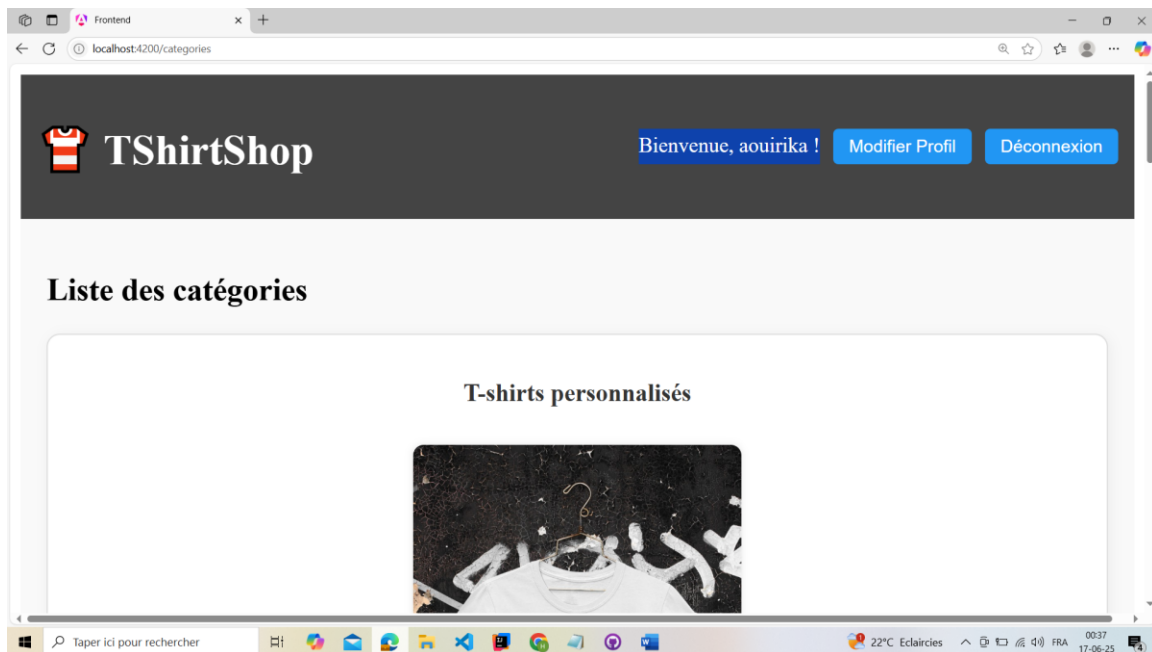 Frontend
localhost:4200/categories
TShirtShop
Bienvenue, aouirika !
Modifier Profil
Déconnexion
Liste des catégories
T-shirts personnalisés
Taper ici pour rechercher
22°C Eclaircies
FRA
00:37
17-06-25